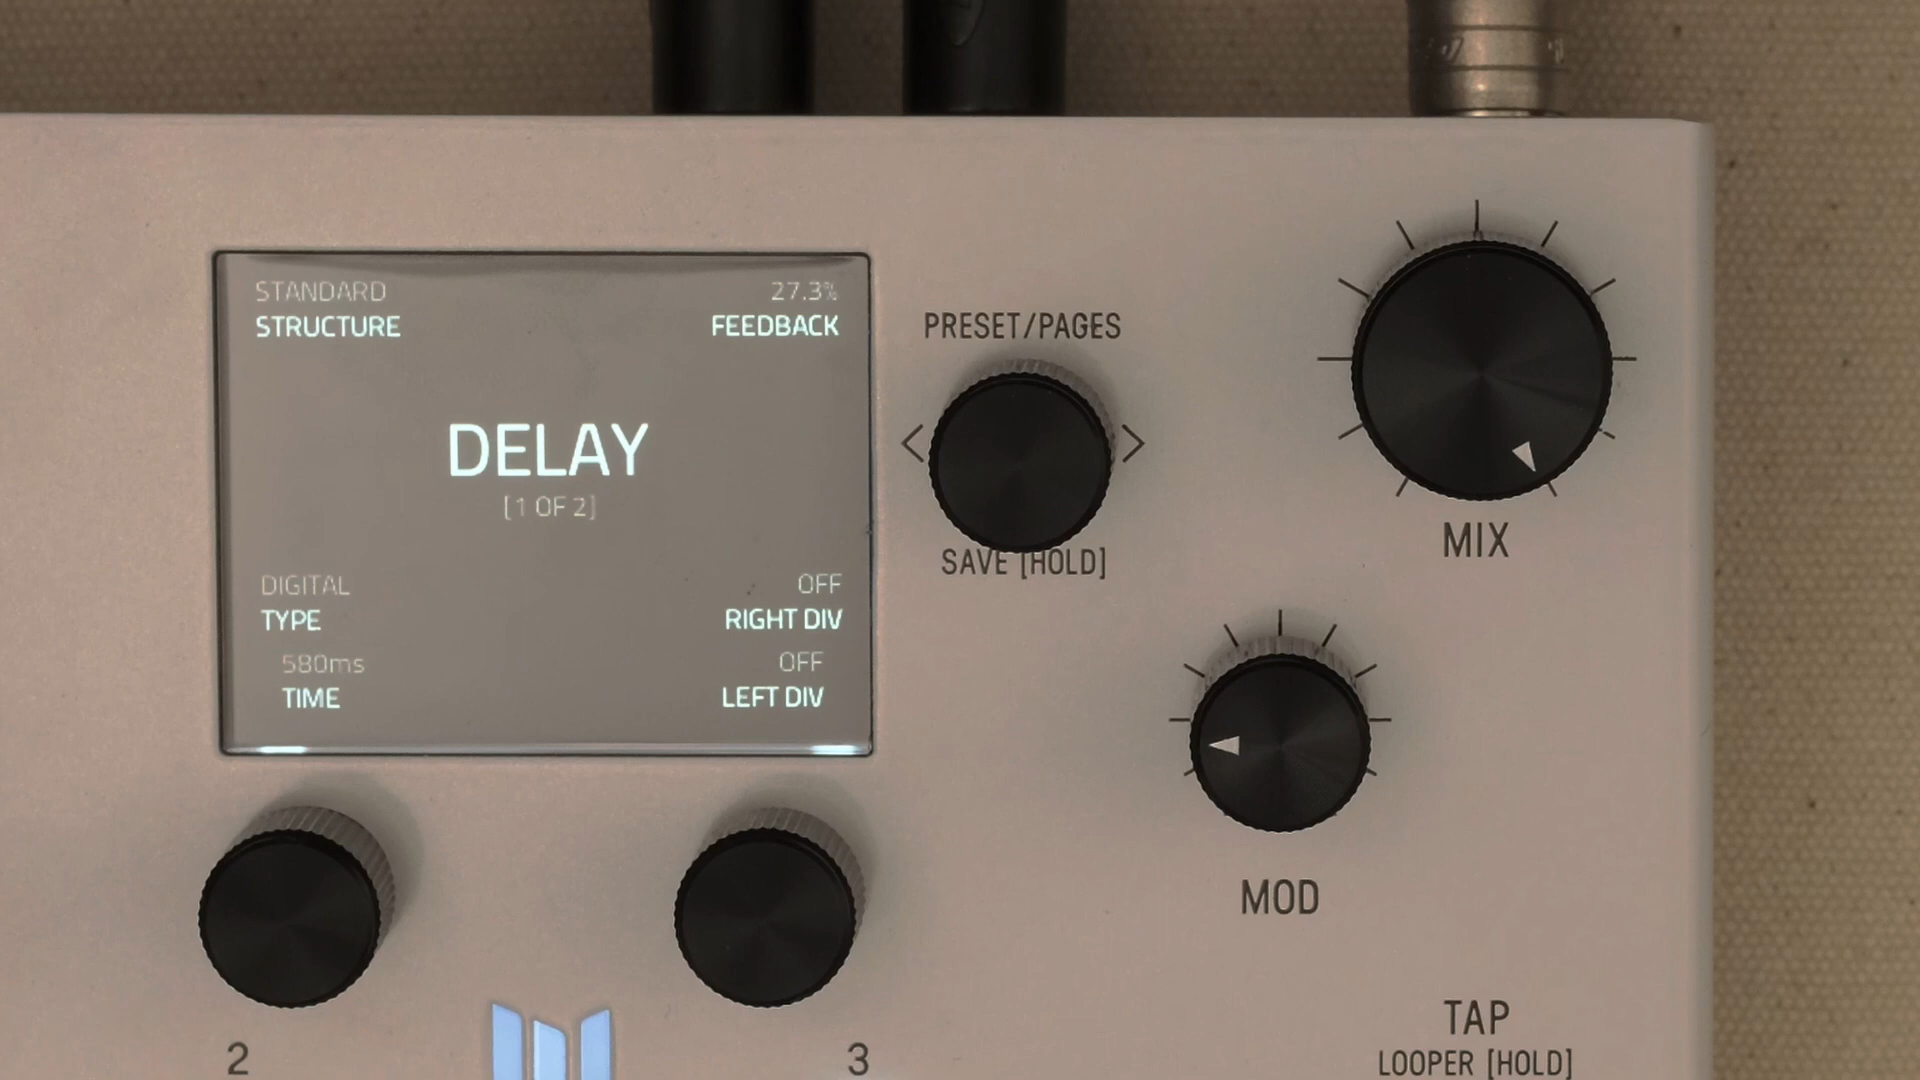 STANDARD
STRUCTURE
27.3%
FEEDBACK
DELAY
[1 OF 2]
DIGITAL
TYPE
OFF
RIGHT DIV
580ms
TIME
OFF
LEFT DIV
PRESET/PAGES
< >
SAVE [HOLD]
MIX
MOD
2
3
TAP
LOOPER [HOLD]